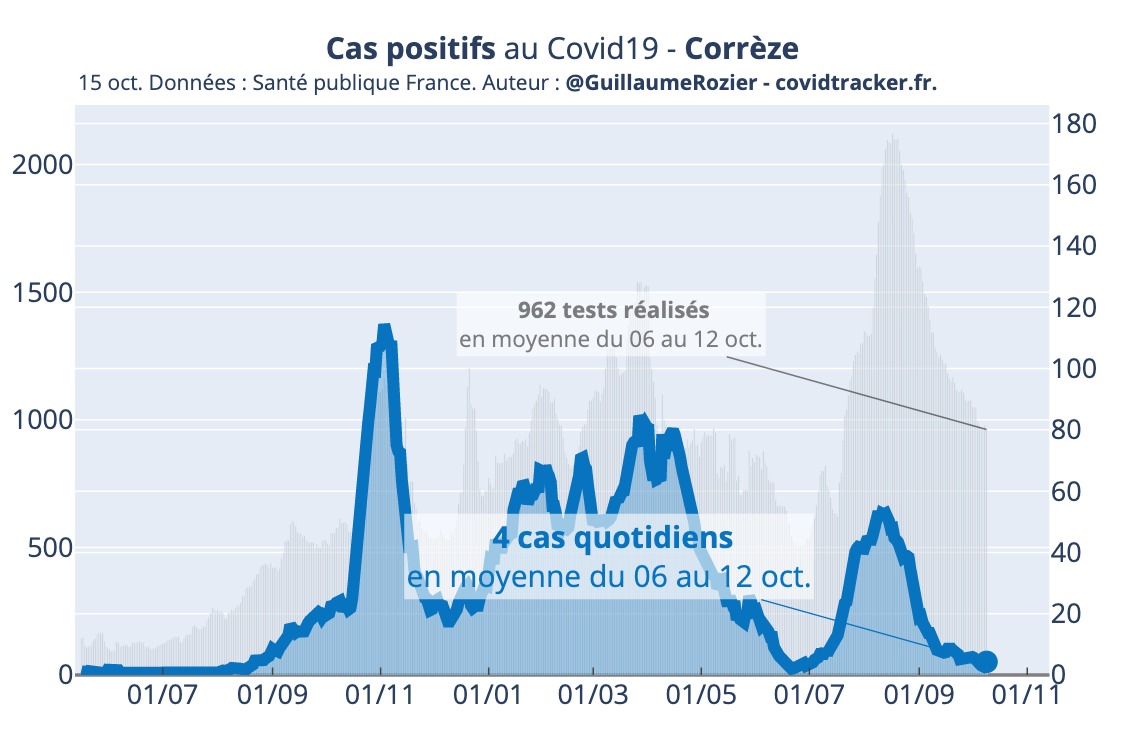 Cas positifs au Covid19 - Corrèze
15 oct. Données : Santé publique France. Auteur : @GuillaumeRozier - covidtracker.fr.
180
2000
160
140
1500
120
962 tests réalisés
en moyenne du 06 au 12 oct.
100
1000
80
60
500
4 cas quotidiens
40
en moyenne du 06 au 12 oct.
20
0
0
01/07 01/09 01/11 01/01 01/03 01/05 01/07 01/09 01/11